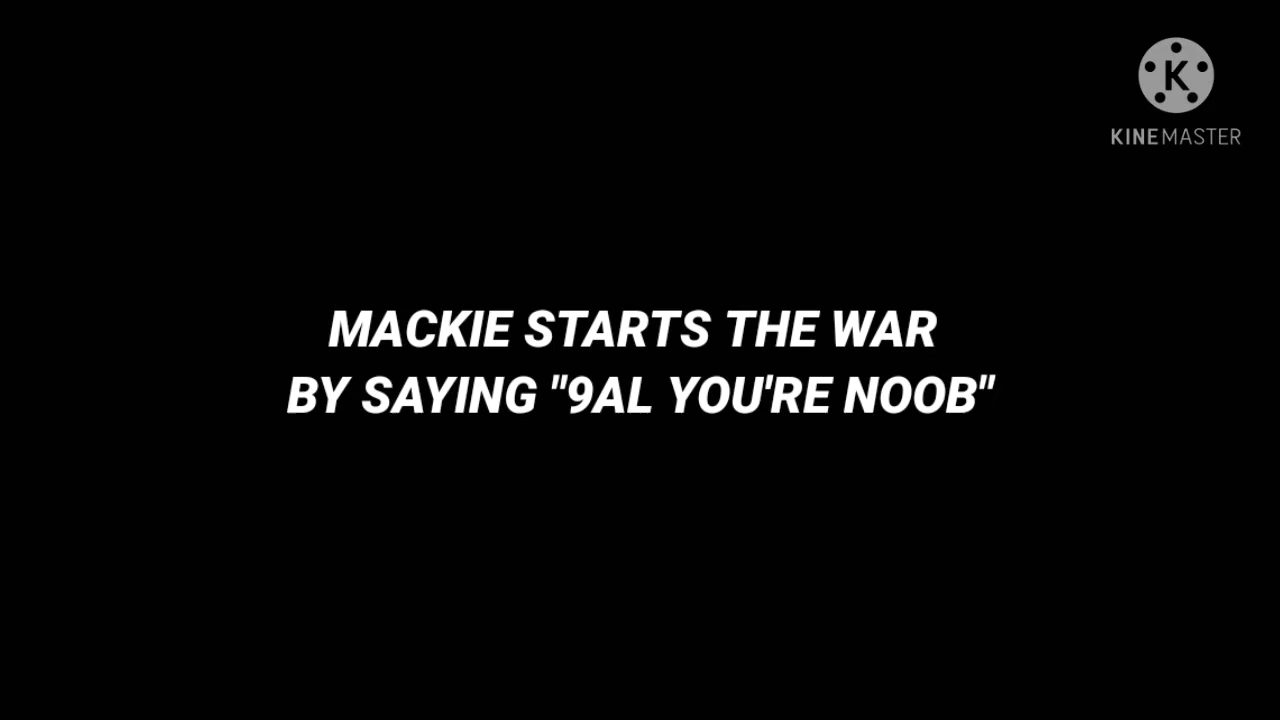 K
KINEMASTER
MACKIE STARTS THE WAR
BY SAYING "9AL YOU'RE NOOB"